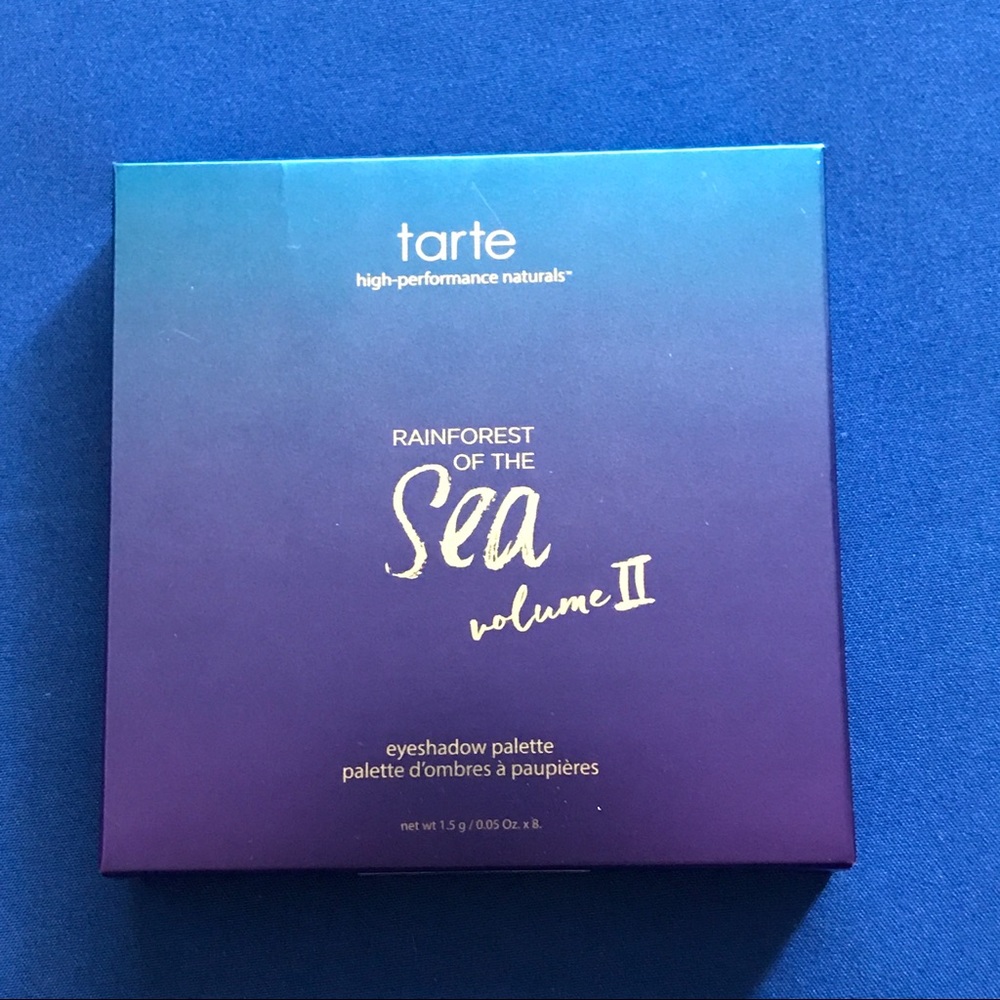 tarte
high-performance naturals™
RAINFOREST
OF THE
Sea
volume II
eyeshadow palette
palette d'ombres à paupières
net wt 1.5 g / 0.05 Oz. x 8.